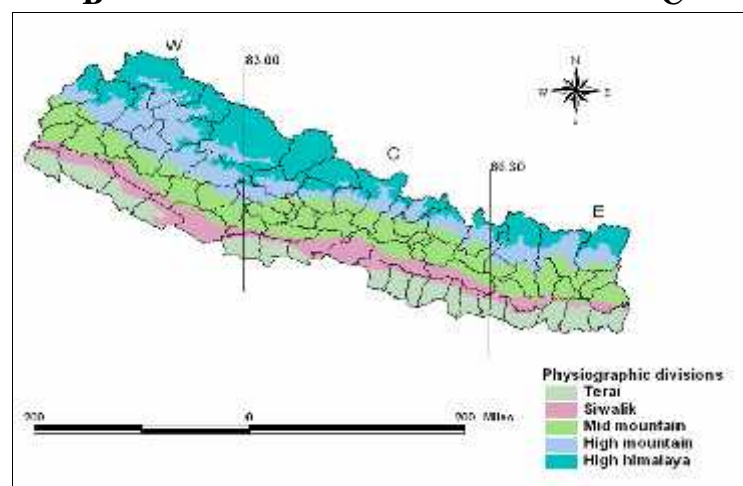 B C
W
83.00
N
W E
C
86.30
E
Physiographic divisions
Terai
Siwalik
Mid mountain
High mountain
High himalaya
200 0 200 Miles